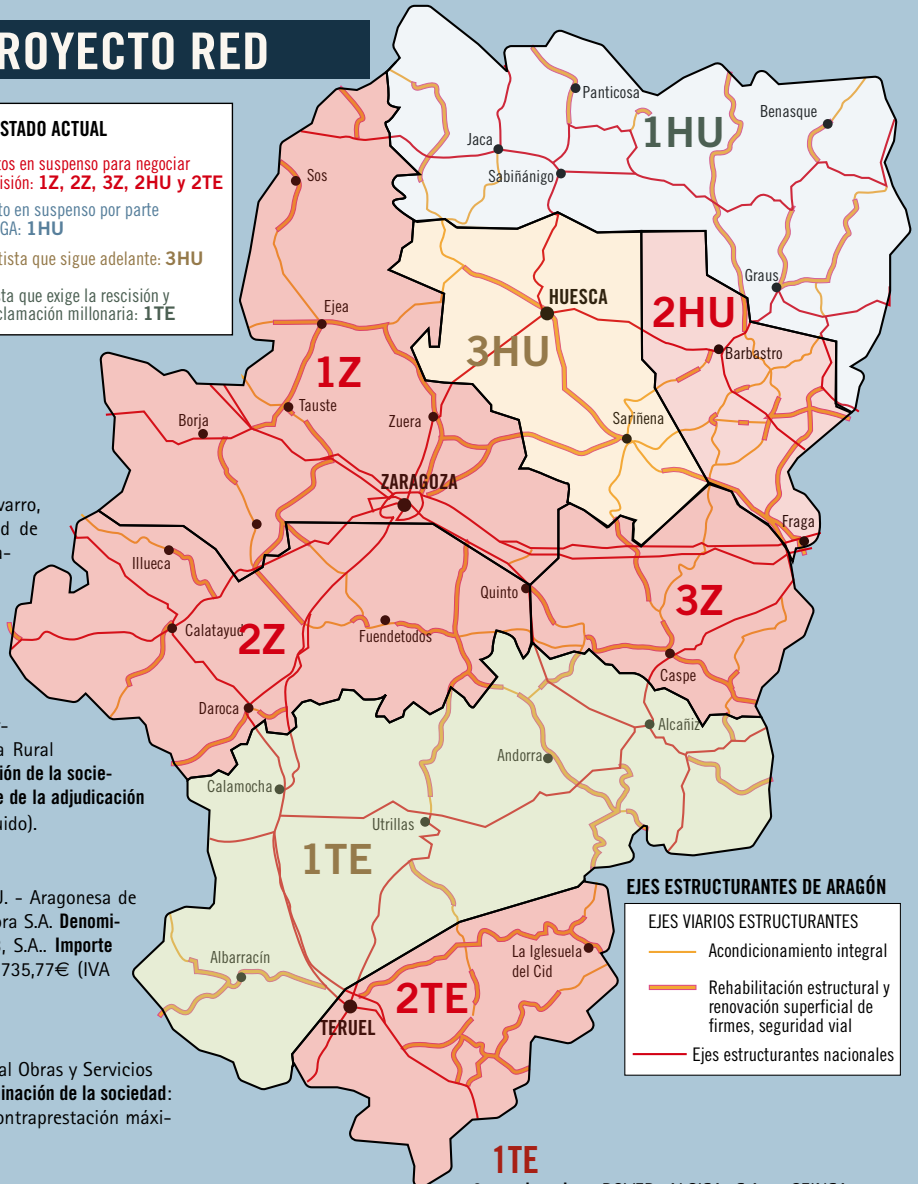 ROYECTO RED
STADO ACTUAL
tos en suspenso para negociar
isión: 1Z, 2Z, 3Z, 2HU y 2TE
to en suspenso por parte
GA: 1HU
tista que sigue adelante: 3HU
sta que exige la rescisión y
clamación millonaria: 1TE
Panticosa
Benasque
1HU
Jaca
Sabiñánigo
Sos
Graus
HUESCA
2HU
Ejea
3HU
Barbastro
1Z
Tauste
Borja
Zuera
Sariñena
ZARAGOZA
varro,
d de
n-
Fraga
Illueca
Quinto
3Z
Calatayud
2Z
Fuendetodos
Caspe
Daroca
r-
a Rural
ión de la socie-
e de la adjudicación
uido).
Alcañiz
Andorra
Calamocha
Utrillas
1TE
J. - Aragonesa de
ora S.A. Denomi-
, S.A.. Importe
735,77€ (IVA
EJES ESTRUCTURANTES DE ARAGÓN
EJES VIARIOS ESTRUCTURANTES
Acondicionamiento integral
Rehabilitación estructural y
renovación superficial de
firmes, seguridad vial
Ejes estructurantes nacionales
Albarracín
La Iglesuela
del Cid
2TE
TERUEL
al Obras y Servicios
inación de la sociedad:
ontraprestación máxi-
1TE